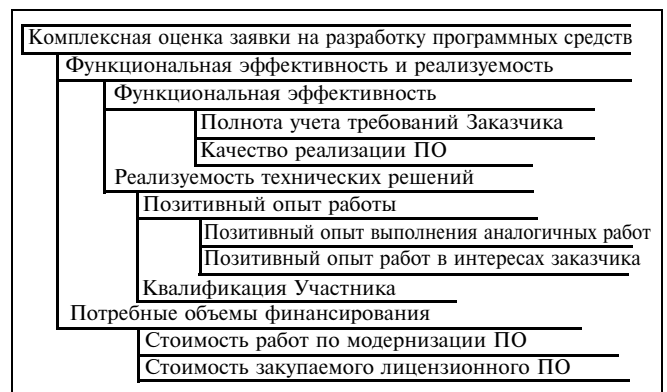 Комплексная оценка заявки на разработку программных средств
Функциональная эффективность и реализуемость
Функциональная эффективность
Полнота учета требований Заказчика
Качество реализации ПО
Реализуемость технических решений
Позитивный опыт работы
Позитивный опыт выполнения аналогичных работ
Позитивный опыт работ в интересах заказчика
Квалификация Участника
Потребные объемы финансирования
Стоимость работ по модернизации ПО
Стоимость закупаемого лицензионного ПО